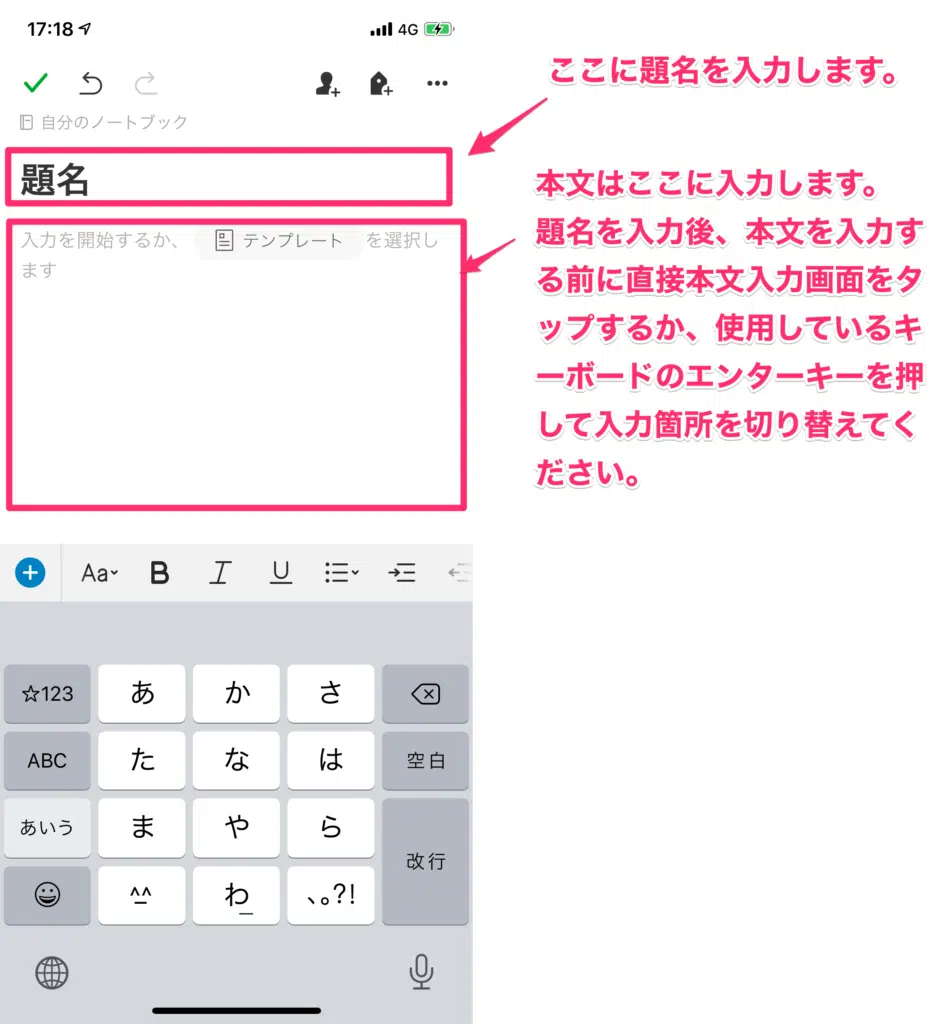 17:18
4G
自分のノートブック
題名
入力を開始するか、 テンプレート を選択し
ます
ここに題名を入力します。
本文はここに入力します。
題名を入力後、本文を入力す
る前に直接本文入力画面をタ
ップするか、使用しているキ
ーボードのエンターキーを押
して入力箇所を切り替えてく
ださい。
Aa B I U
☆123 あ か さ
ABC た な は 空白
あいう ま や ら
改行
^^ わ_ 、。?!